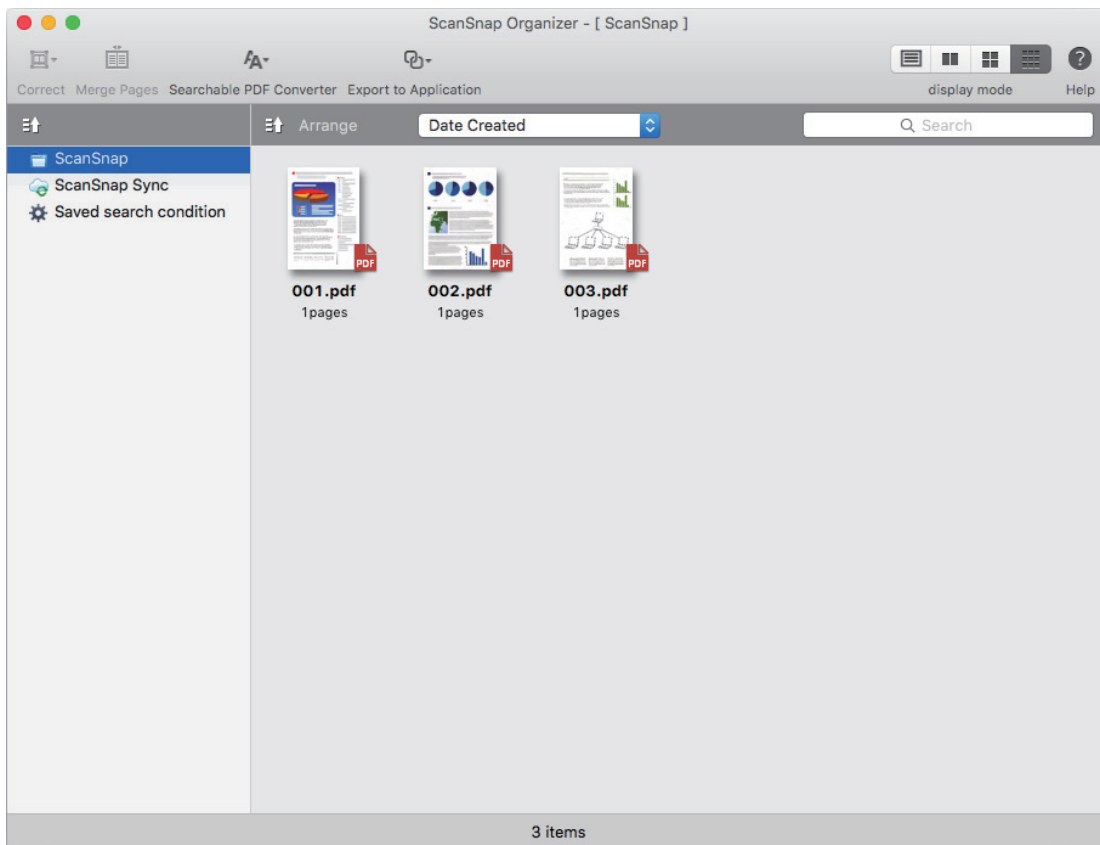 ScanSnap Organizer - [ ScanSnap ]
Correct Merge Pages Searchable PDF Converter Export to Application display mode Help
Arrange Date Created Search
ScanSnap
ScanSnap Sync
Saved search condition
PDF PDF PDF
001.pdf 002.pdf 003.pdf
1pages 1pages 1pages
3 items